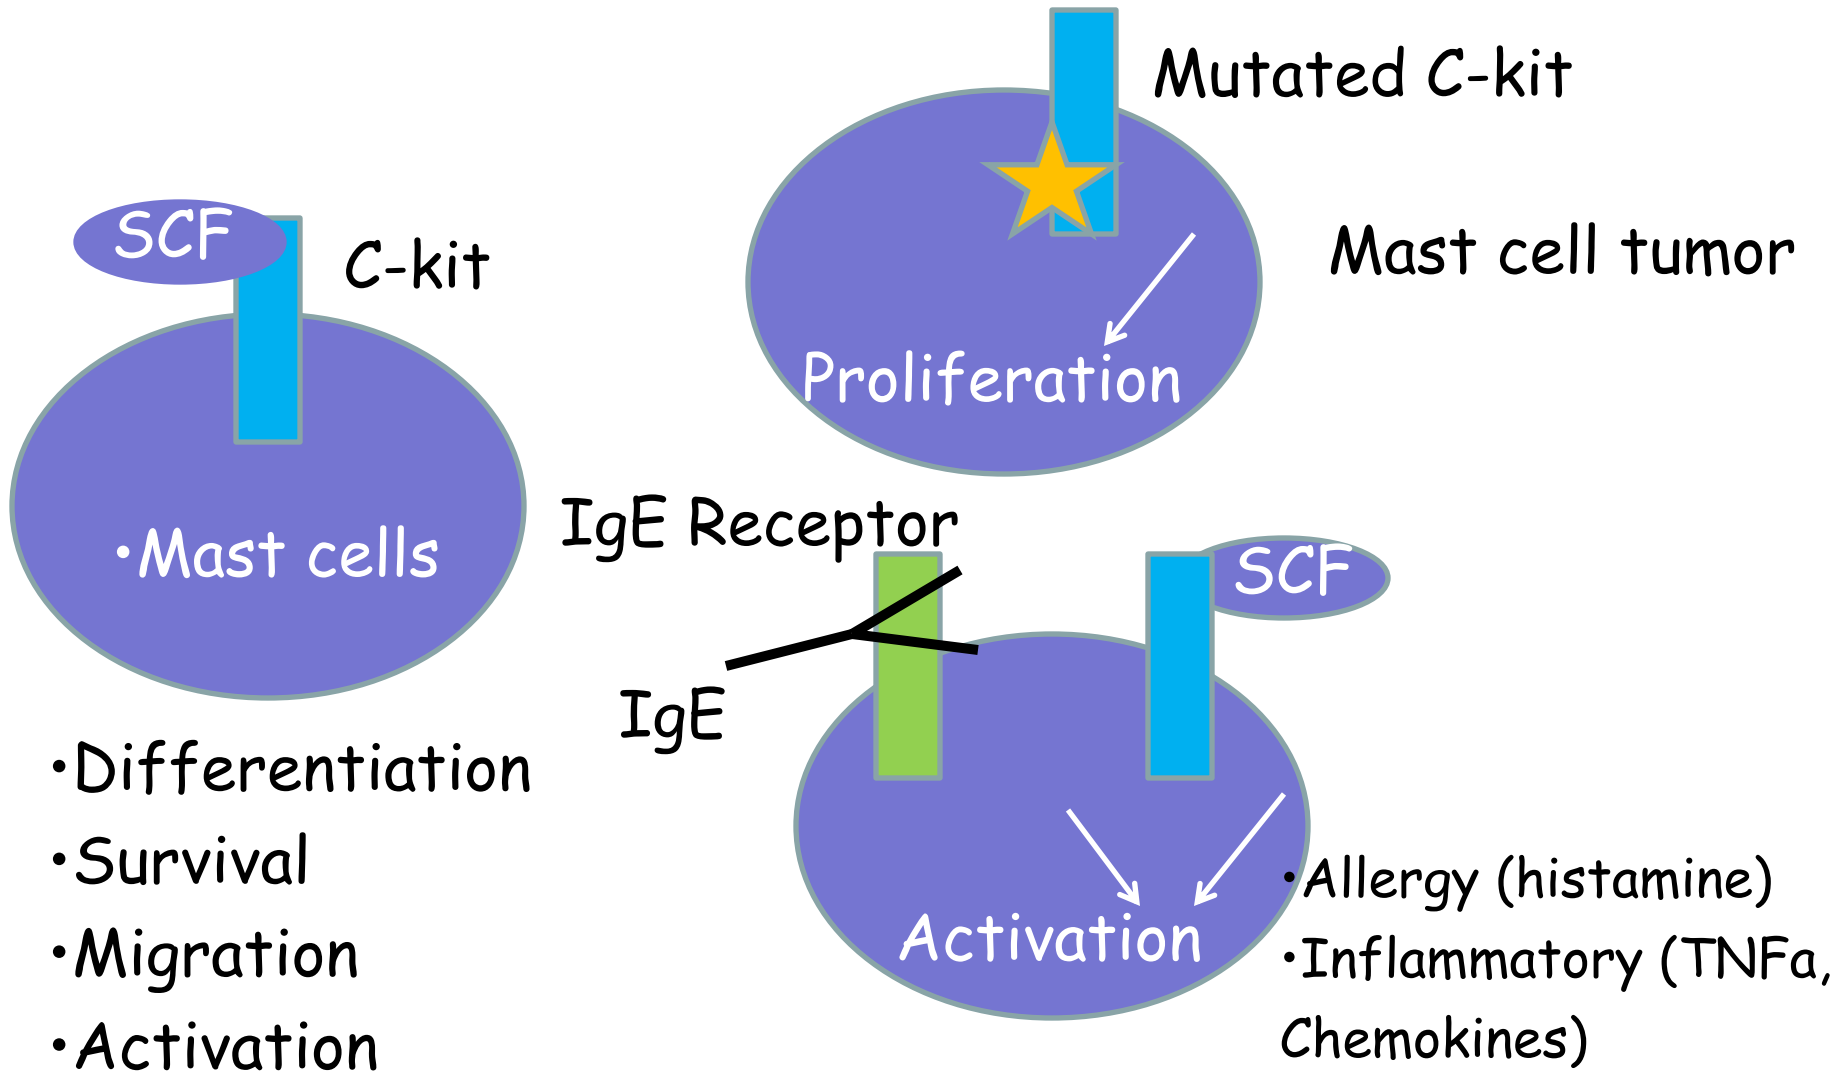 SCF
C-kit
•Mast cells
•Differentiation
•Survival
•Migration
•Activation
Mutated C-kit
Mast cell tumor
Proliferation
IgE Receptor
IgE
SCF
Activation
•Allergy (histamine)
•Inflammatory (TNFa,
Chemokines)